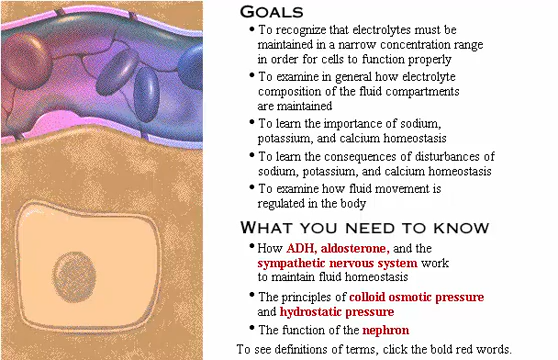 GOALS
• To recognize that electrolytes must be
maintained in a narrow concentration range
in order for cells to function properly
• To examine in general how electrolyte
composition of the fluid compartments
are maintained
• To learn the importance of sodium,
potassium, and calcium homeostasis
• To learn the consequences of disturbances of
sodium, potassium, and calcium homeostasis
• To examine how fluid movement is
regulated in the body
WHAT YOU NEED TO KNOW
• How ADH, aldosterone, and the
sympathetic nervous system work
to maintain fluid homeostasis
• The principles of colloid osmotic pressure
and hydrostatic pressure
• The function of the nephron
To see definitions of terms, click the bold red words.